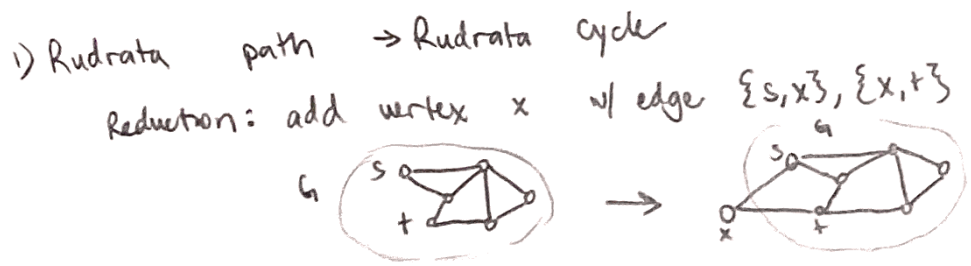 1) Rudrata path → Rudrata cycle
Reduction: add vertex x w/ edge {s,x}, {x,t}
G
s
t
→
G
s
x
t